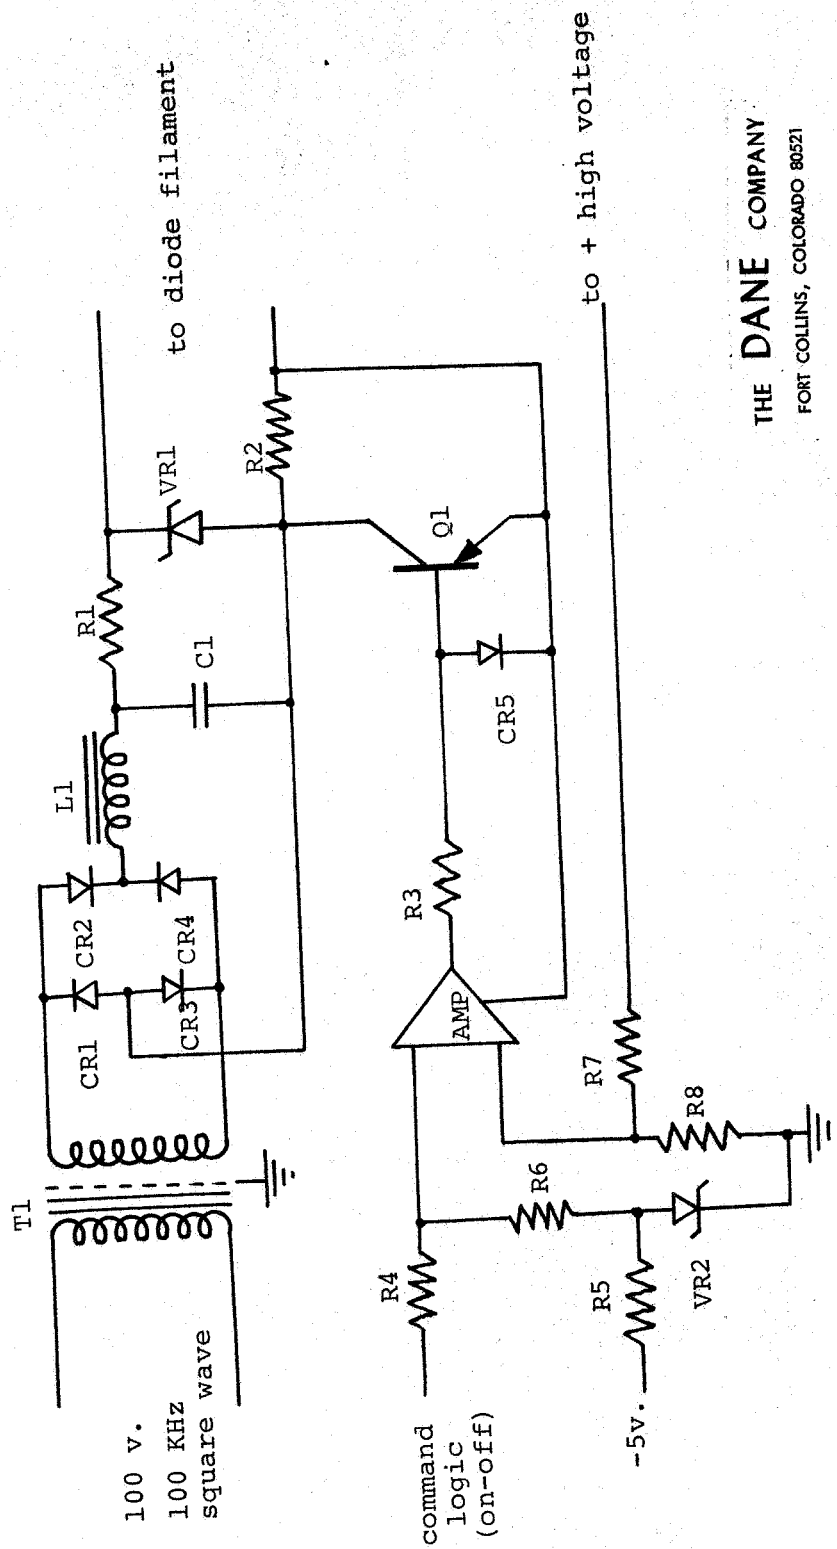 100 v.
100 KHz
square wave
T1
CR1
CR2
CR3
CR4
L1
C1
R1
VR1
R2
to diode filament
command
logic
(on-off)
R4
R6
AMP
R3
CR5
Q1
-5v.
R5
VR2
R8
R7
to + high voltage
THE DANE COMPANY
FORT COLLINS, COLORADO 80521